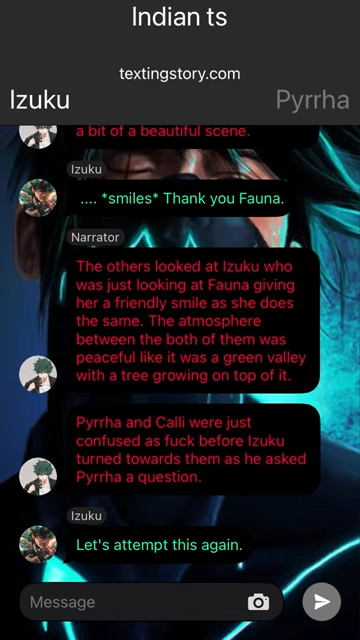 Indian ts
textingstory.com
Izuku
Pyrrha
a bit of a beautiful scene.
Izuku
.... *smiles* Thank you Fauna.
Narrator
The others looked at Izuku who
was just looking at Fauna giving
her a friendly smile as she does
the same. The atmosphere
between the both of them was
peaceful like it was a green valley
with a tree growing on top of it.
Pyrrha and Calli were just
confused as fuck before Izuku
turned towards them as he asked
Pyrrha a question.
Izuku
Let's attempt this again.
Message